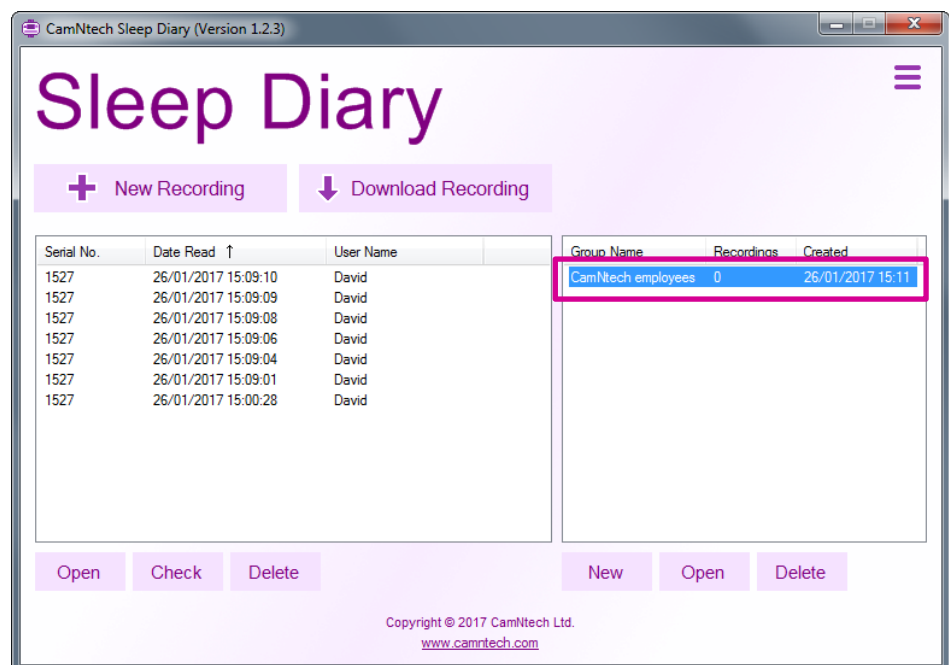 CamNtech Sleep Diary (Version 1.2.3)
Sleep Diary
New Recording
Download Recording
Serial No. Date Read ↑ User Name
1527 26/01/2017 15:09:10 David
1527 26/01/2017 15:09:09 David
1527 26/01/2017 15:09:08 David
1527 26/01/2017 15:09:06 David
1527 26/01/2017 15:09:04 David
1527 26/01/2017 15:09:01 David
1527 26/01/2017 15:00:28 David
Group Name Recordings Created
CamNtech employees 0 26/01/2017 15:11
Open Check Delete
New Open Delete
Copyright © 2017 CamNtech Ltd.
www.camntech.com